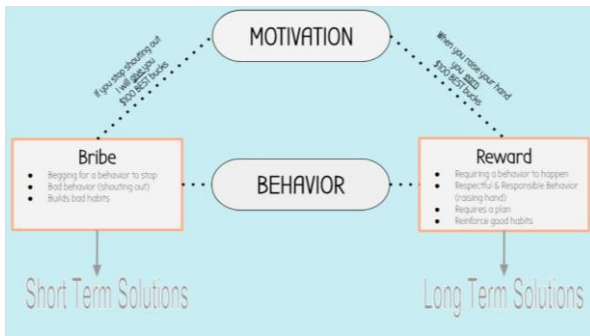 MOTIVATION
If you stop shouting out
I will give you
$100 BEST bucks
When you raise your hand
you earn
$100 BEST bucks
Bribe
Begging for a behavior to stop
Bad behavior (shouting out)
Builds bad habits
BEHAVIOR
Reward
Requiring a behavior to happen
Respectful & Responsible Behavior
(raising hand)
Requires a plan
Reinforce good habits
Short Term Solutions
Long Term Solutions